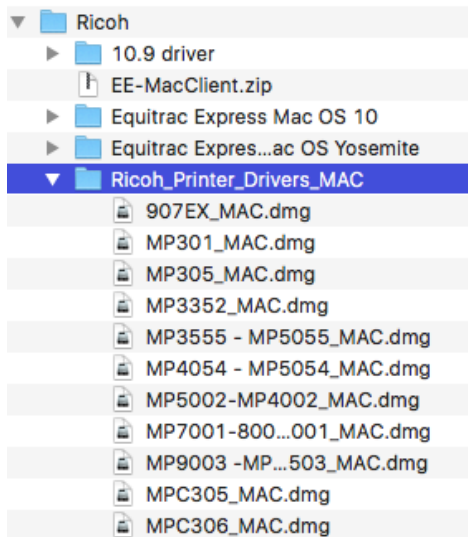 Ricoh
10.9 driver
EE-MacClient.zip
Equitrac Express Mac OS 10
Equitrac Expres...ac OS Yosemite
Ricoh_Printer_Drivers_MAC
907EX_MAC.dmg
MP301_MAC.dmg
MP305_MAC.dmg
MP3352_MAC.dmg
MP3555 - MP5055_MAC.dmg
MP4054 - MP5054_MAC.dmg
MP5002-MP4002_MAC.dmg
MP7001-800...001_MAC.dmg
MP9003 -MP...503_MAC.dmg
MPC305_MAC.dmg
MPC306_MAC.dmg